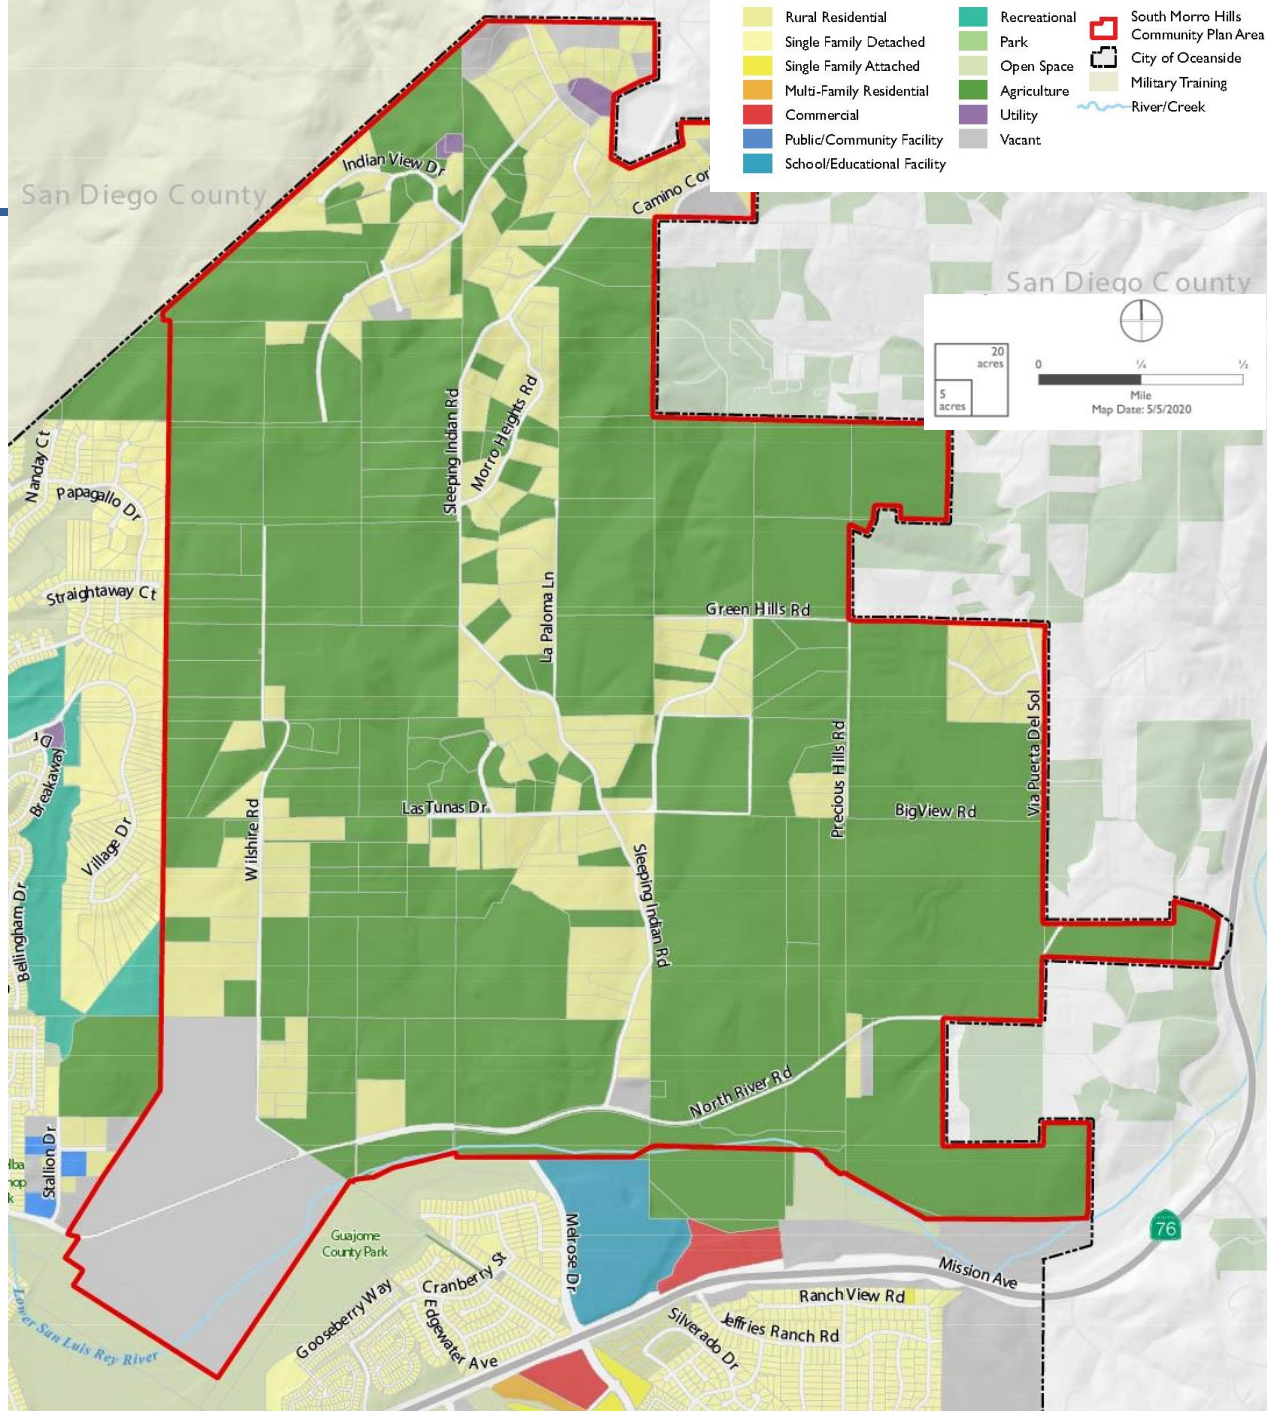 Rural Residential
Single Family Detached
Single Family Attached
Multi-Family Residential
Commercial
Public/Community Facility
School/Educational Facility
Recreational
Park
Open Space
Agriculture
Utility
Vacant
South Morro Hills
Community Plan Area
City of Oceanside
Military Training
River/Creek
San Diego County
Indian View Dr
San Diego County
20
acres
5
acres
0
¼
½
Mile
Map Date: 5/5/2020
Nanday Ct
Papagallo Dr
Sleeping Indian Rd
Morro Heights Rd
Straightaway Ct
La Paloma Ln
Green Hills Rd
Breakaway
Dr
Village Dr
Bellingham Dr
Wilshire Rd
Las Tunas Dr
Sleeping Indian Rd
Precious Hills Rd
Big View Rd
Via Puerta Del Sol
North River Rd
Stallion Dr
Guajome
County Park
Melrose Dr
Cranberry St
Gooseberry Way
Edgewater Ave
Lower San Luis Rey River
76
Mission Ave
Ranch View Rd
Jeffries Ranch Rd
Silverado Dr